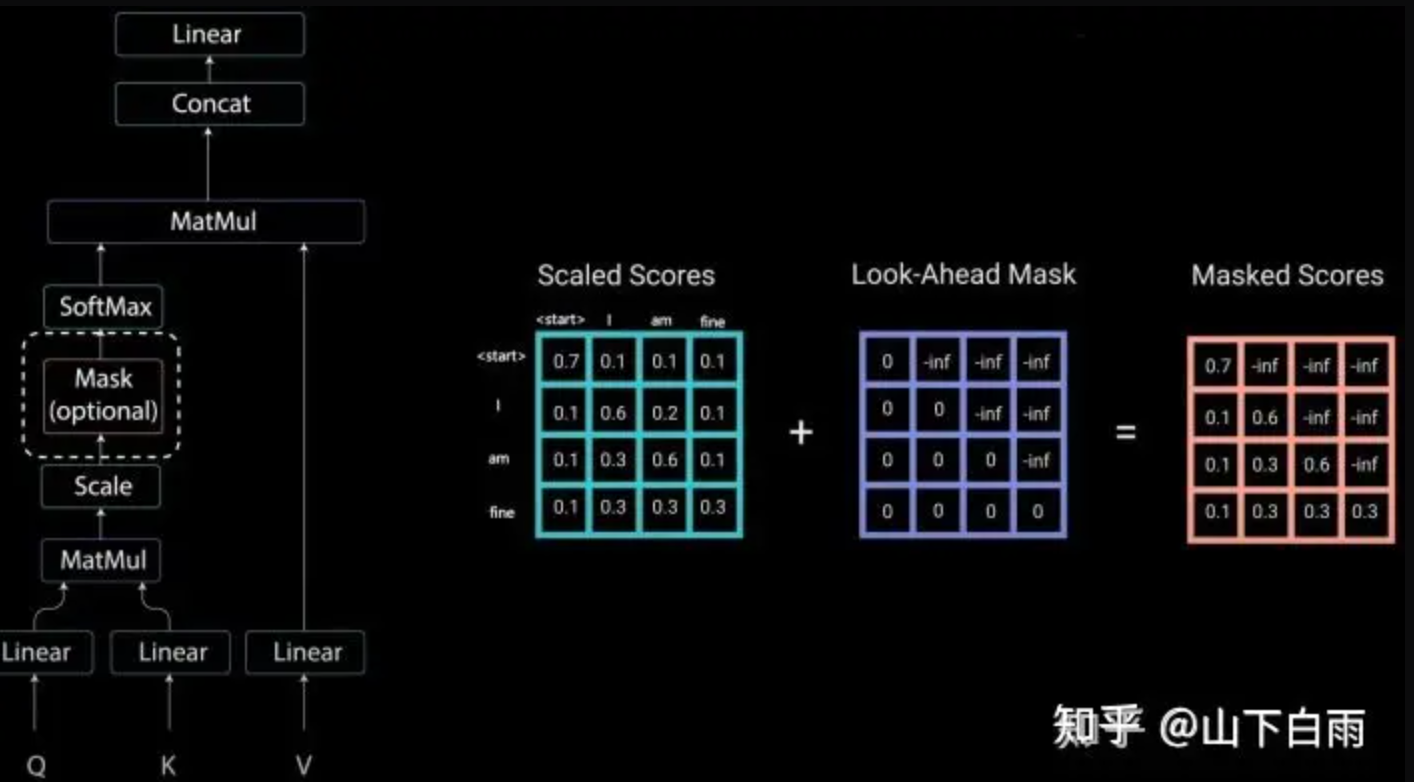 Linear
Concat
MatMul
SoftMax
Mask
(optional)
Scale
MatMul
Linear Linear Linear
Q K V
Scaled Scores
<start> I am fine
<start> 0.7 0.1 0.1 0.1
I 0.1 0.6 0.2 0.1
am 0.1 0.3 0.6 0.1
fine 0.1 0.3 0.3 0.3
+
Look-Ahead Mask
0 -inf -inf -inf
0 0 -inf -inf
0 0 0 -inf
0 0 0 0
=
Masked Scores
0.7 -inf -inf -inf
0.1 0.6 -inf -inf
0.1 0.3 0.6 -inf
0.1 0.3 0.3 0.3
知乎 @山下白雨